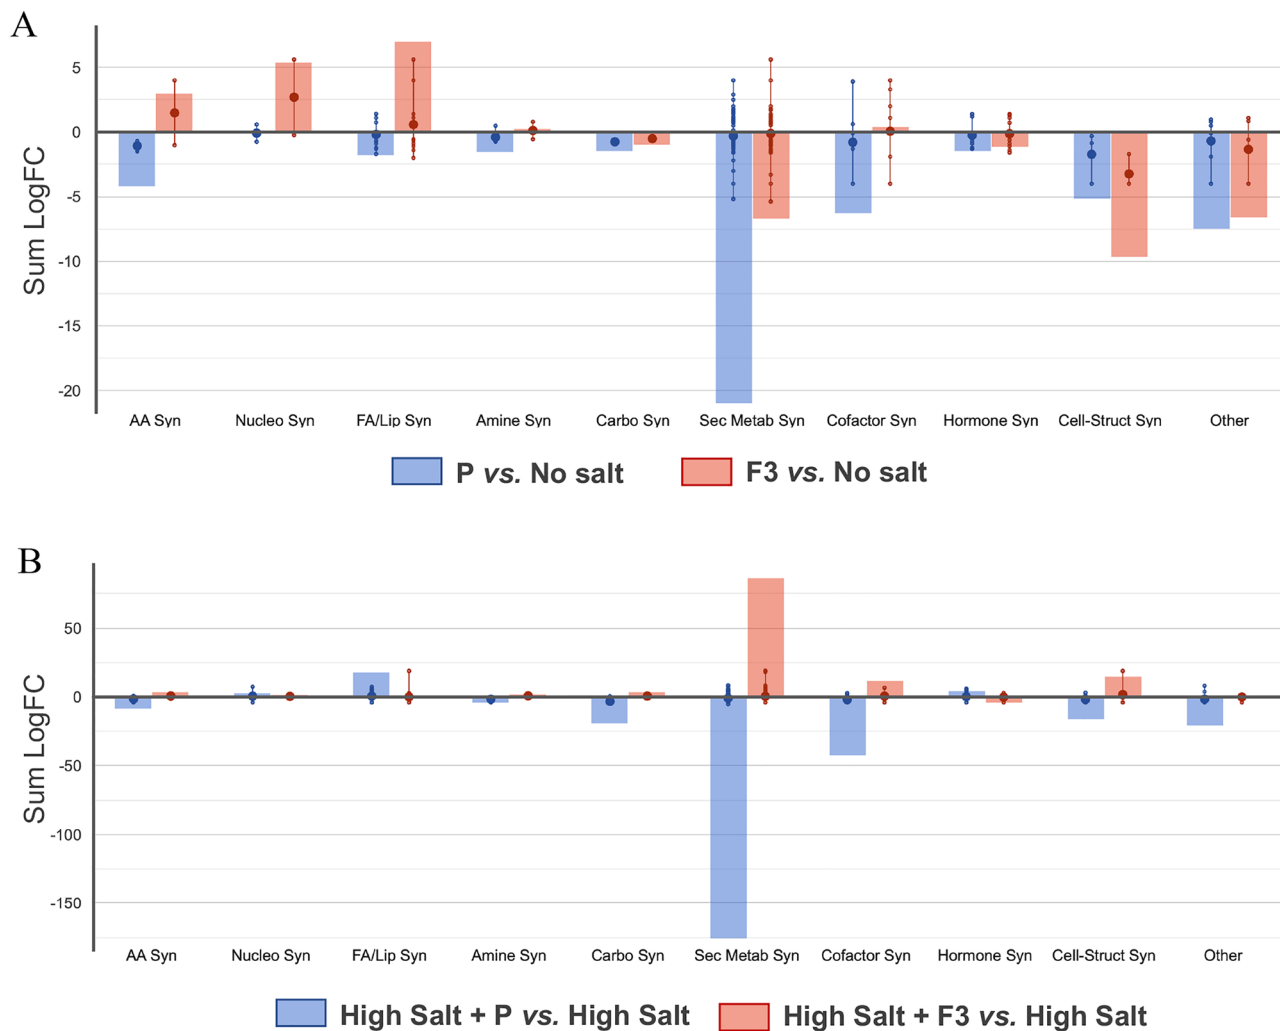 A
Sum LogFC
5
0
-5
-10
-15
-20
AA Syn Nucleo Syn FA/Lip Syn Amine Syn Carbo Syn Sec Metab Syn Cofactor Syn Hormone Syn Cell-Struct Syn Other
P vs. No salt F3 vs. No salt
B
Sum LogFC
50
0
-50
-100
-150
AA Syn Nucleo Syn FA/Lip Syn Amine Syn Carbo Syn Sec Metab Syn Cofactor Syn Hormone Syn Cell-Struct Syn Other
High Salt + P vs. High Salt High Salt + F3 vs. High Salt